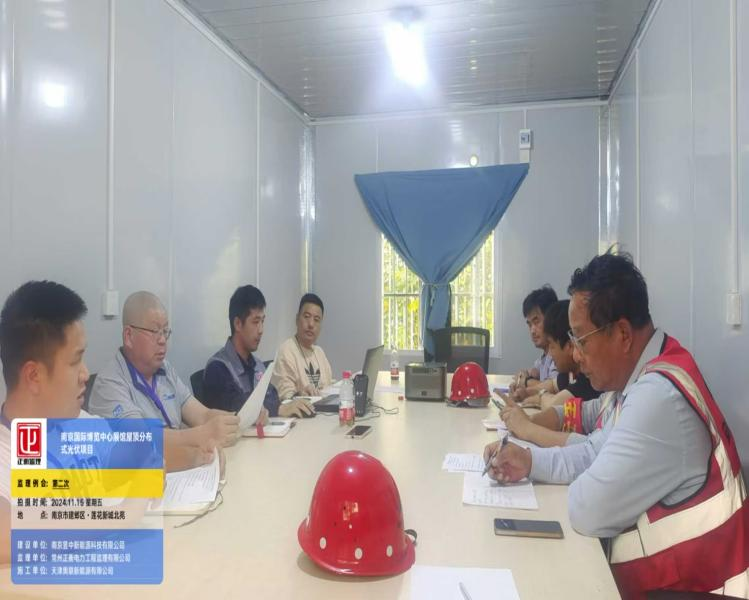 正衡监理
南京国际博览中心展馆屋顶分布
式光伏项目
监理例会: 第二次
拍摄时间: 2024.11.15 星期五
地 点: 南京市建邺区·莲花新城北苑
建设单位: 南京昱中新能源科技有限公司
监理单位: 常州正衡电力工程监理有限公司
施工单位: 天津奥联新能源有限公司